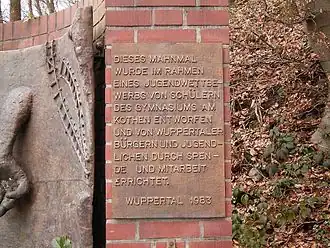 DIESES MAHNMAL
WURDE IM RAHMEN
EINES JUGENDWETTBE-
WERBS VON SCHÜLERN
DES GYMNASIUMS AM
KOTHEN ENTWORFEN
UND VON WUPPERTALER
BÜRGERN UND JUGEND-
LICHEN DURCH SPEN-
DE UND MITARBEIT
ERRICHTET.
WUPPERTAL 1983